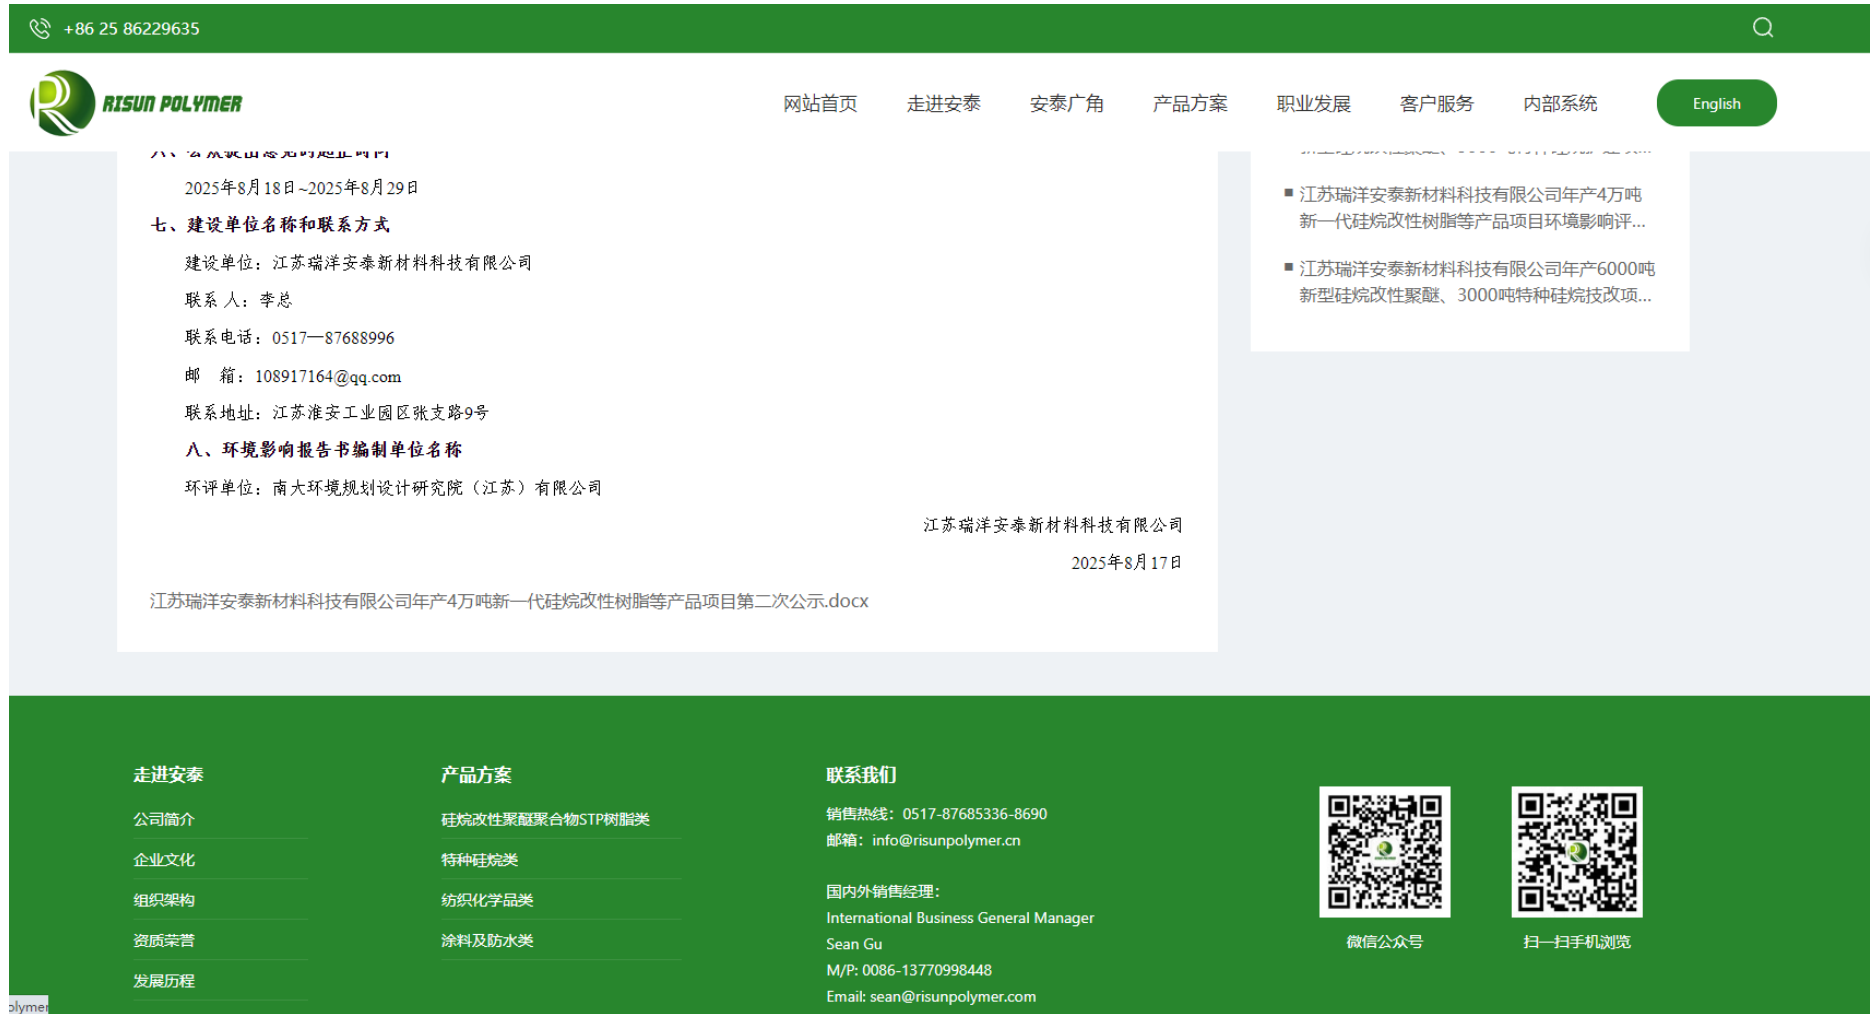 +86 25 86229635
RISUN POLYMER
网站首页
走进安泰
安泰广角
产品方案
职业发展
客户服务
内部系统
English
六、公众提出意见的起止时间
2025年8月18日~2025年8月29日
七、建设单位名称和联系方式
建设单位：江苏瑞洋安泰新材料科技有限公司
联系 人：李总
联系电话：0517—87688996
邮 箱：108917164@qq.com
联系地址：江苏淮安工业园区张支路9号
八、环境影响报告书编制单位名称
环评单位：南大环境规划设计研究院（江苏）有限公司
江苏瑞洋安泰新材料科技有限公司
2025年8月17日
江苏瑞洋安泰新材料科技有限公司年产4万吨新一代硅烷改性树脂等产品项目第二次公示.docx
■ 江苏瑞洋安泰新材料科技有限公司年产4万吨
新一代硅烷改性树脂等产品项目环境影响评...
■ 江苏瑞洋安泰新材料科技有限公司年产6000吨
新型硅烷改性聚醚、3000吨特种硅烷技改项...
走进安泰
公司简介
企业文化
组织架构
资质荣誉
发展历程
产品方案
硅烷改性聚醚聚合物STP树脂类
特种硅烷类
纺织化学品类
涂料及防水类
联系我们
销售热线：0517-87685336-8690
邮箱：info@risunpolymer.cn
国内外销售经理：
International Business General Manager
Sean Gu
M/P: 0086-13770998448
Email: sean@risunpolymer.com
微信公众号
扫一扫手机浏览
olymer